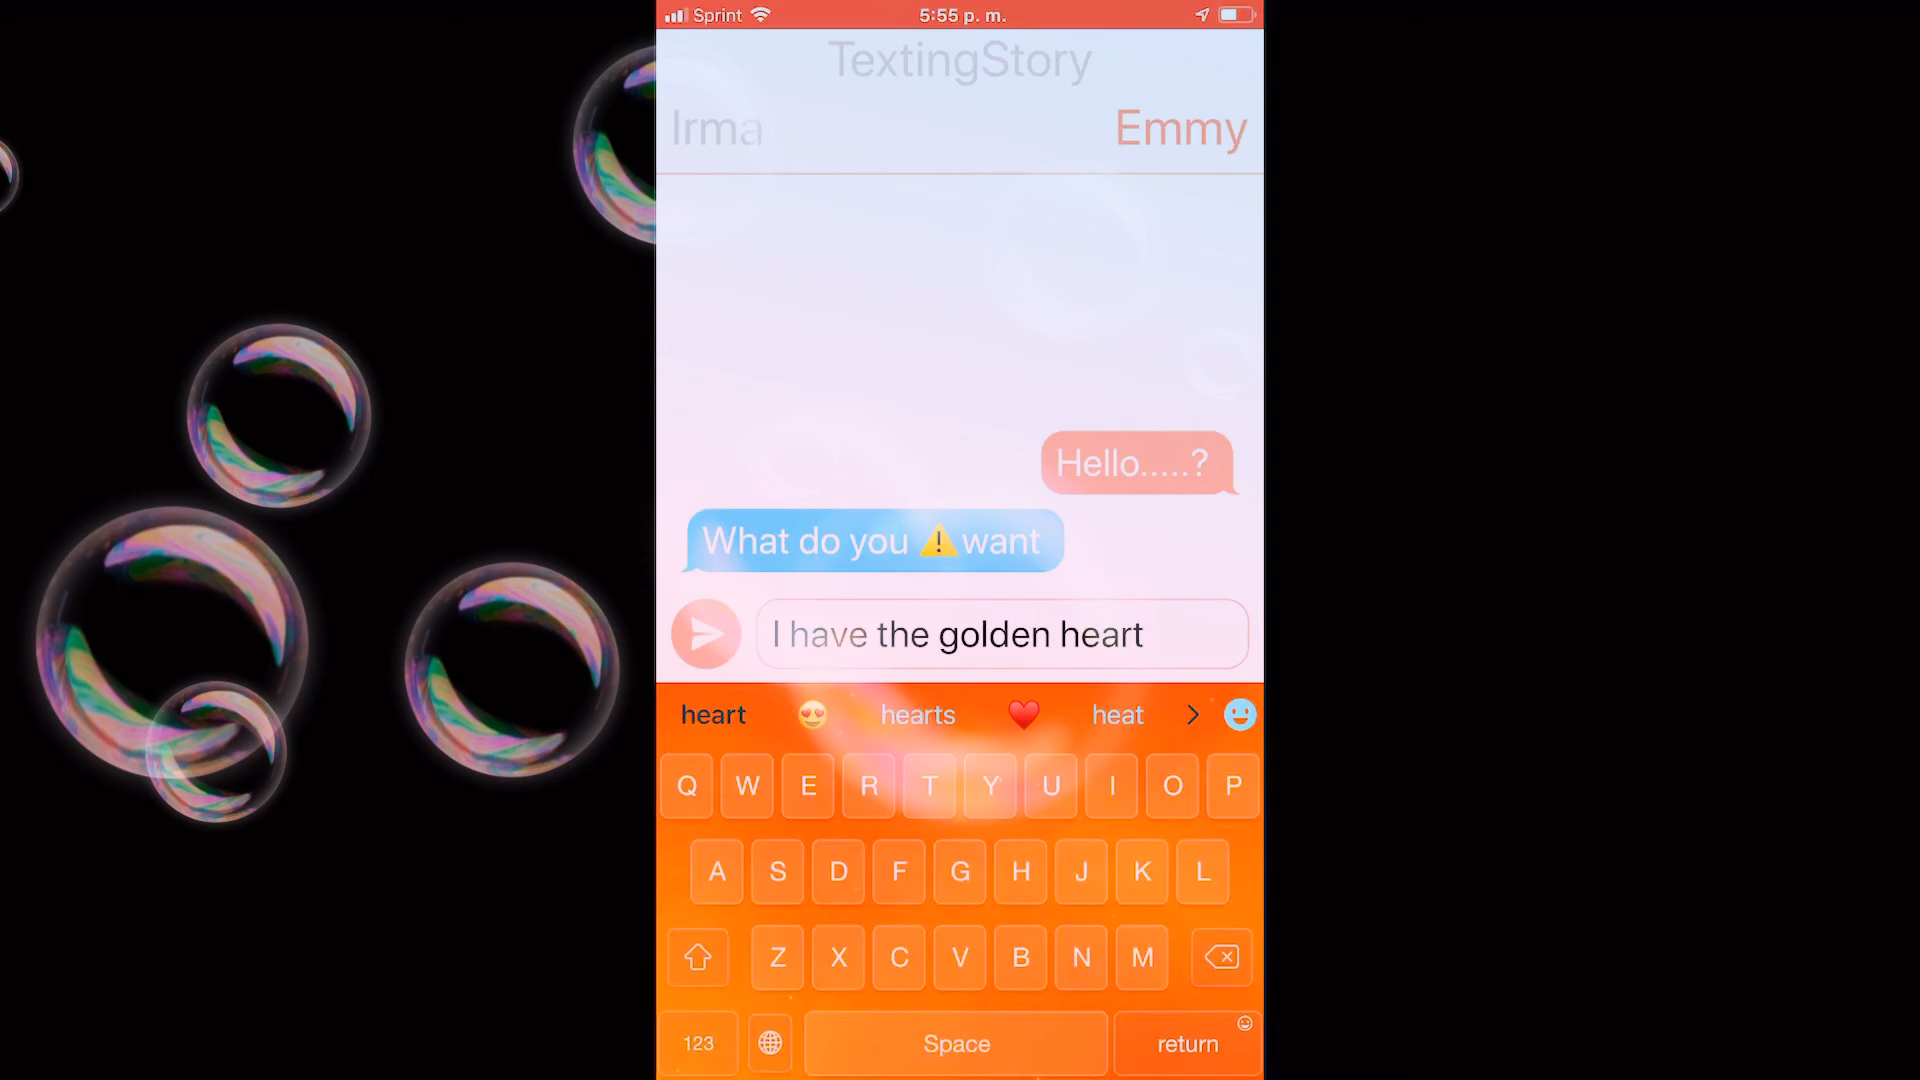 Sprint 5:55 p. m.
TextingStory
Irma Emmy
Hello.....?
What do you ⚠️want
I have the golden heart
heart 😍 hearts ❤️ heat
Q W E R T Y U I O P
A S D F G H J K L
Z X C V B N M
123 Space return